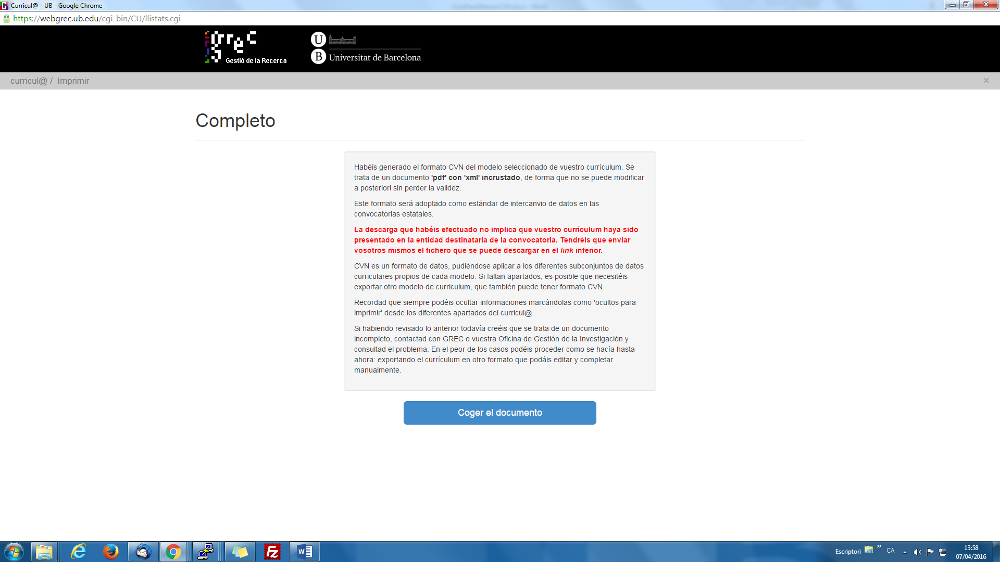 Curricul@ - UB - Google Chrome
https://webgrec.ub.edu/cgi-bin/CU/llistats.cgi
grec
Gestió de la Recerca
U
B
Universitat de Barcelona
curricul@ / Imprimir
×
Completo
Habéis generado el formato CVN del modelo seleccionado de vuestro currículum. Se
trata de un documento 'pdf' con 'xml' incrustado, de forma que no se puede modificar
a posteriori sin perder la validez.
Este formato será adoptado como estándar de intercanvio de datos en las
convocatorias estatales.
La descarga que habéis efectuado no implica que vuestro currículum haya sido
presentado en la entidad destinataria de la convocatoria. Tendréis que enviar
vosotros mismos el fichero que se puede descargar en el link inferior.
CVN es un formato de datos, pudiéndose aplicar a los diferentes subconjuntos de datos
curriculares propios de cada modelo. Si faltan apartados, es posible que necesitéis
exportar otro modelo de curriculum, que también puede tener formato CVN.
Recordad que siempre podéis ocultar informaciones marcándolas como 'ocultos para
imprimir' desde los diferentes apartados del curricul@.
Si habiendo revisado lo anterior todavía creéis que se trata de un documento
incompleto, contactad con GREC o vuestra Oficina de Gestión de la Investigación y
consultad el problema. En el peor de los casos podéis proceder como se hacía hasta
ahora: exportando el currículum en otro formato que podáis editar y completar
manualmente.
Coger el documento
Escriptori
»
CA
13:58
07/04/2016